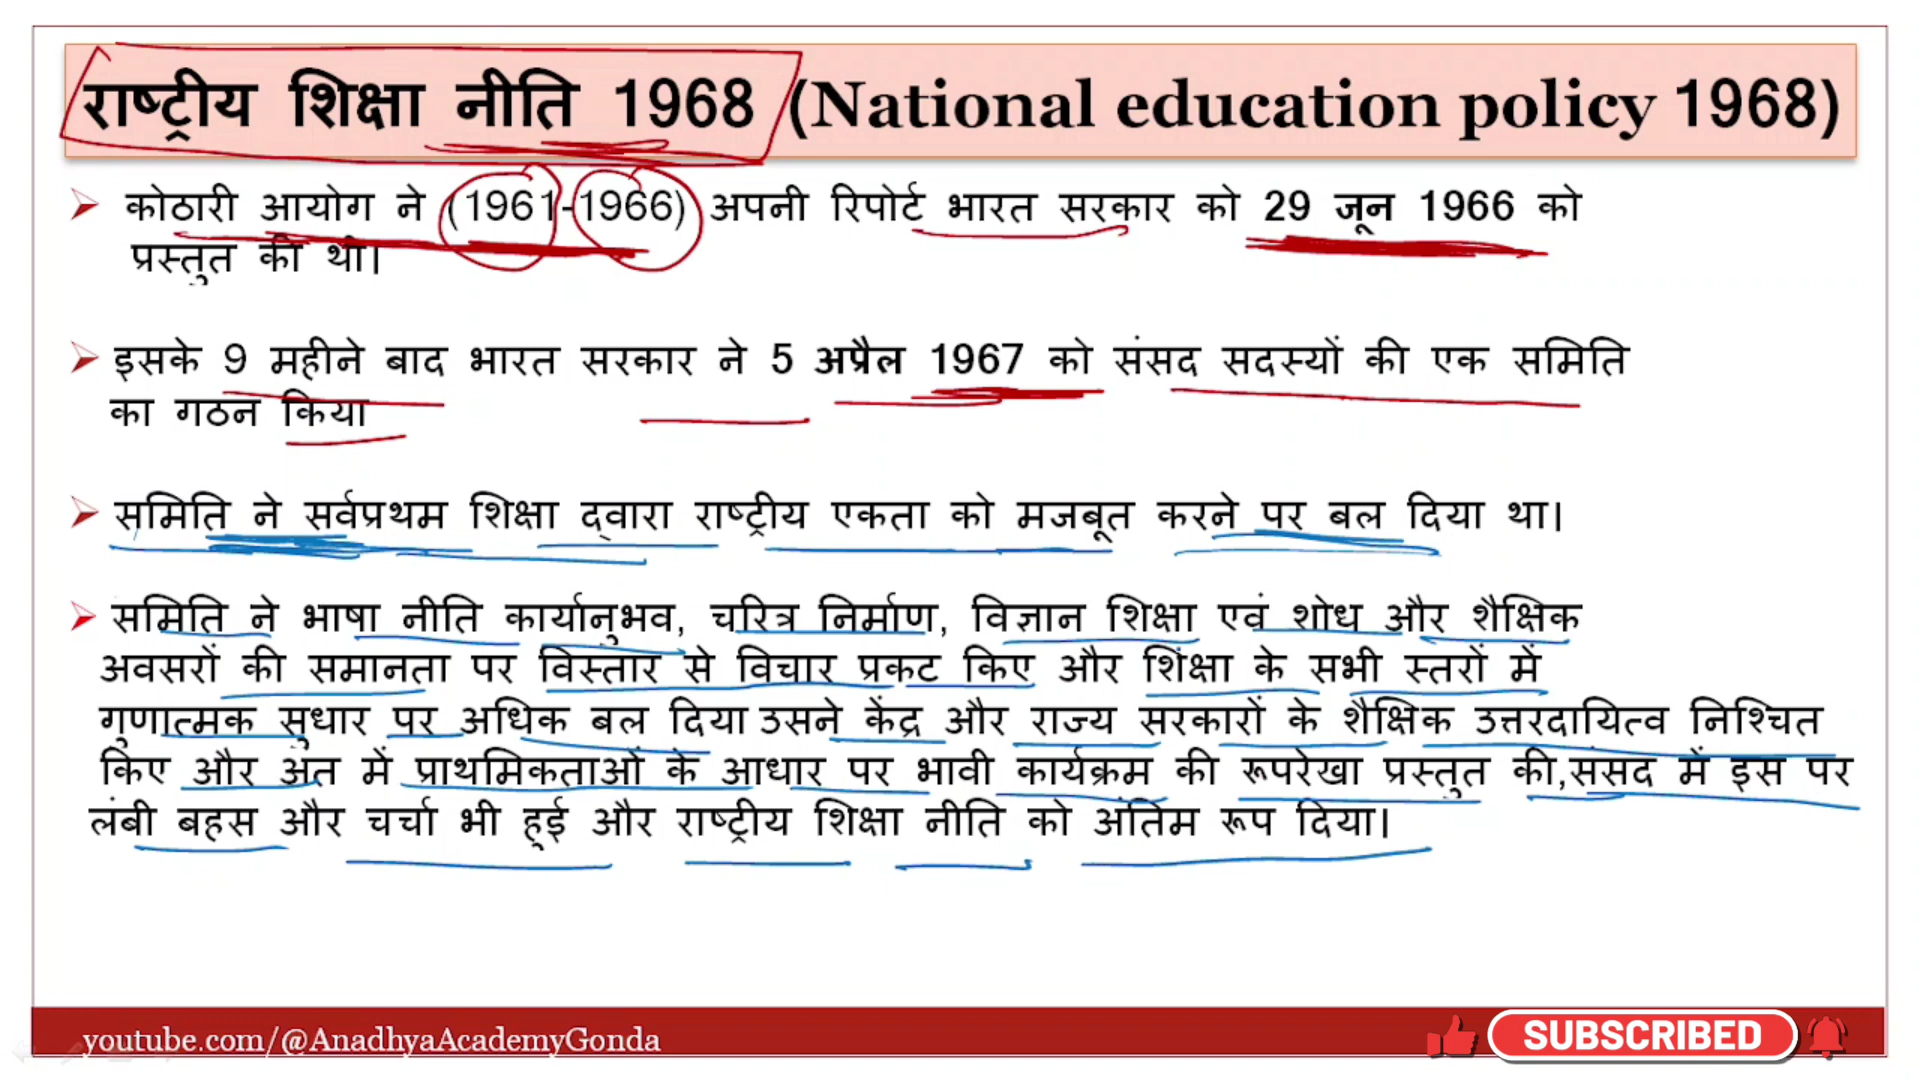 राष्ट्रीय शिक्षा नीति 1968 (National education policy 1968)
कोठारी आयोग ने (1961-1966) अपनी रिपोर्ट भारत सरकार को 29 जून 1966 को
प्रस्तुत की थी।
इसके 9 महीने बाद भारत सरकार ने 5 अप्रैल 1967 को संसद सदस्यों की एक समिति
का गठन किया
समिति ने सर्वप्रथम शिक्षा द्वारा राष्ट्रीय एकता को मजबूत करने पर बल दिया था।
समिति ने भाषा नीति कार्यानुभव, चरित्र निर्माण, विज्ञान शिक्षा एवं शोध और शैक्षिक
अवसरों की समानता पर विस्तार से विचार प्रकट किए और शिक्षा के सभी स्तरों में
गुणात्मक सुधार पर अधिक बल दिया उसने केंद्र और राज्य सरकारों के शैक्षिक उत्तरदायित्व निश्चित
किए और अंत में प्राथमिकताओं के आधार पर भावी कार्यक्रम की रूपरेखा प्रस्तुत की,संसद में इस पर
लंबी बहस और चर्चा भी हुई और राष्ट्रीय शिक्षा नीति को अंतिम रूप दिया।
youtube.com/@AnadhyaAcademyGonda
SUBSCRIBED